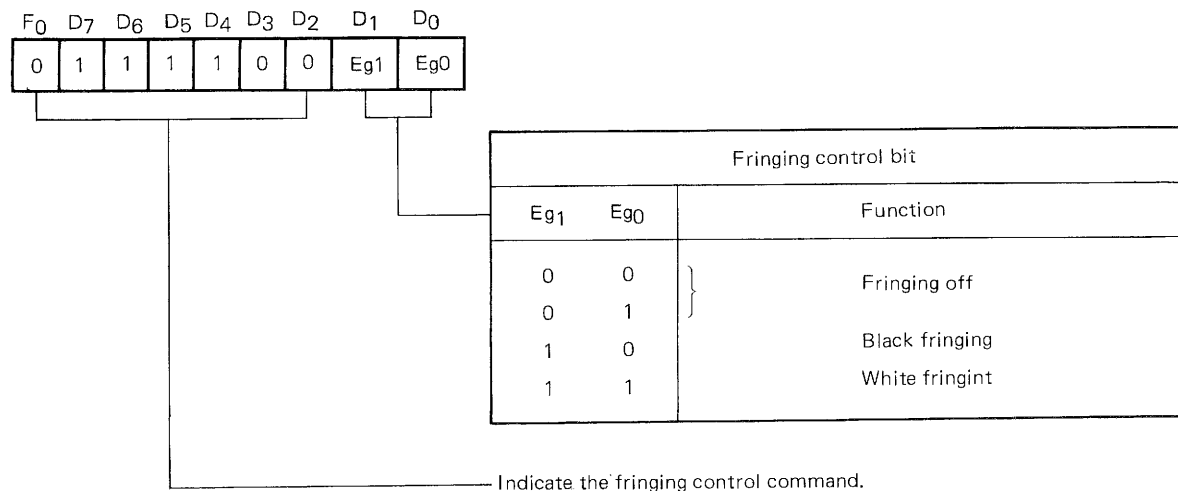 F0 D7 D6 D5 D4 D3 D2 D1 D0
0 1 1 1 1 0 0 Eg1 Eg0
Fringing control bit
Eg1 Eg0 Function
0 0
Fringing off
0 1
1 0 Black fringing
1 1 White fringint
Indicate the fringing control command.